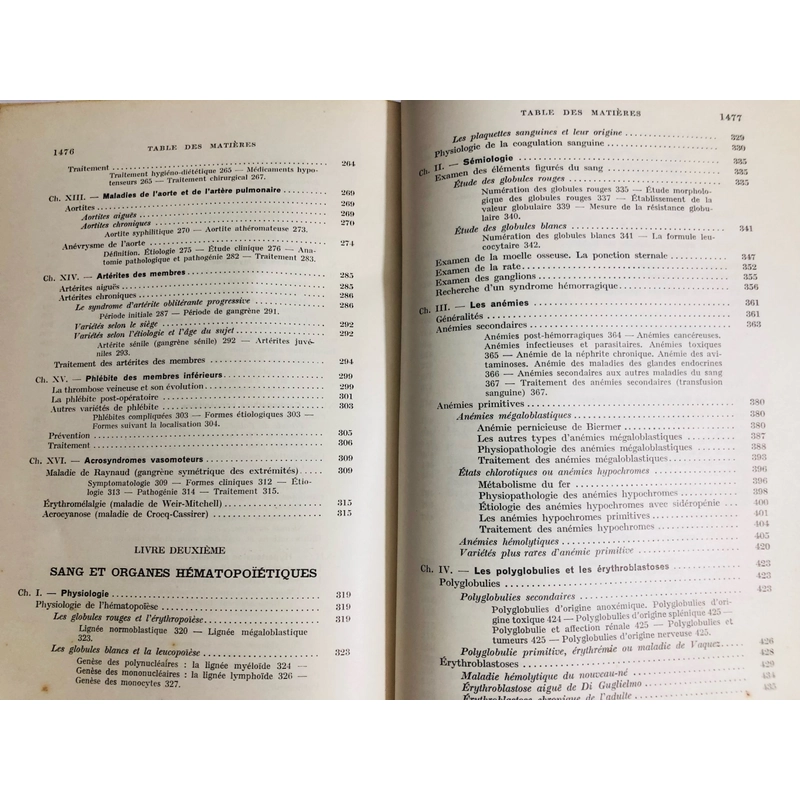 1476 TABLE DES MATIÈRES
Traitement 264
Traitement hygiéno-diététique 265 — Médicaments hypo-
tenseurs 265 — Traitement chirurgical 267.
Ch. XIII. — Maladies de l'aorte et de l'artère pulmonaire 269
Aortites 269
Aortites aiguës 269
Aortites chroniques 270
Aortite syphilitique 270 — Aortite athéromateuse 273.
Anévrysme de l'aorte 274
Définition. Étiologie 275 — Étude clinique 276 — Ana-
tomie pathologique et pathogénie 282 — Traitement 283.
Ch. XIV. — Artérites des membres 285
Artérites aiguës 285
Artérites chroniques 286
Le syndrome d'artérite oblitérante progressive 286
Période initiale 287 — Période de gangrène 291.
Variétés selon le siège 292
Variétés selon l'étiologie et l'âge du sujet 292
Artérite sénile (gangrène sénile) 292 — Artérites juvé-
niles 293.
Traitement des artérites des membres 294
Ch. XV. — Phlébite des membres inférieurs 299
La thrombose veineuse et son évolution 299
La phlébite post-opératoire 301
Autres variétés de phlébite 303
Phlébites compliquées 303 — Formes étiologiques 303 —
Formes suivant la localisation 304.
Prévention 305
Traitement 306
Ch. XVI. — Acrosyndromes vasomoteurs 309
Maladie de Raynaud (gangrène symétrique des extrémités) 309
Symptomatologie 309 — Formes cliniques 312 — Étio-
logie 313 — Pathogénie 314 — Traitement 315.
Érythromélalgie (maladie de Weir-Mitchell) 315
Acrocyanose (maladie de Crocq-Cassirer) 315
LIVRE DEUXIÈME
SANG ET ORGANES HÉMATOPOÏÉTIQUES
Ch. I. — Physiologie 319
Physiologie de l'hématopoïèse 319
Les globules rouges et l'érythropoïèse 319
Lignée normoblastique 320 — Lignée mégaloblastique
323.
Les globules blancs et la leucopoïèse 323
Genèse des polynucléaires : la lignée myéloïde 324 —
Genèse des mononucléaires : la lignée lymphoïde 326 —
Genèse des monocytes 327.
TABLE DES MATIÈRES 1477
Les plaquettes sanguines et leur origine 329
Physiologie de la coagulation sanguine 330
Ch. II. — Sémiologie 335
Examen des éléments figurés du sang 335
Étude des globules rouges 335
Numération des globules rouges 335 — Étude morpholo-
gique des globules rouges 337 — Établissement de la
valeur globulaire 339 — Mesure de la résistance globu-
laire 340.
Étude des globules blancs 341
Numération des globules blancs 341 — La formule leu-
cocytaire 342.
Examen de la moelle osseuse. La ponction sternale 347
Examen de la rate 352
Examen des ganglions 355
Recherche d'un syndrome hémorragique 356
Ch. III. — Les anémies 361
Généralités 361
Anémies secondaires 363
Anémies post-hémorragiques 364 — Anémies cancéreuses.
Anémies infectieuses et parasitaires. Anémies toxiques
365 — Anémie de la néphrite chronique. Anémie des avi-
taminoses. Anémie des maladies des glandes endocrines
366 — Anémies secondaires aux autres maladies du sang
367 — Traitement des anémies secondaires (transfusion
sanguine) 367.
Anémies primitives 380
Anémies mégaloblastiques 380
Anémie pernicieuse de Biermer 380
Les autres types d'anémies mégaloblastiques 387
Physiopathologie des anémies mégaloblastiques 388
Traitement des anémies mégaloblastiques 393
États chlorotiques ou anémies hypochromes 396
Métabolisme du fer 396
Physiopathologie des anémies hypochromes 398
Étiologie des anémies hypochromes avec sidéropénie 400
Les anémies hypochromes primitives 401
Traitement des anémies hypochromes 404
Anémies hémolytiques 405
Variétés plus rares d'anémie primitive 420
Ch. IV. — Les polyglobulies et les érythroblastoses 423
Polyglobulies 423
Polyglobulies secondaires 423
Polyglobulies d'origine anoxémique. Polyglobulies d'ori-
gine toxique 424 — Polyglobulies d'origine splénique 425 —
Polyglobulie et affection rénale 425 — Polyglobulies et
tumeurs 425 — Polyglobulies d'origine nerveuse 425.
Polyglobulie primitive, érythrémie ou maladie de Vaquez 426
Érythroblastoses 428
Maladie hémolytique du nouveau-né 429
Érythroblastose aiguë de Di Guglielmo 434
Érythroblastose chronique de l'adulte 435